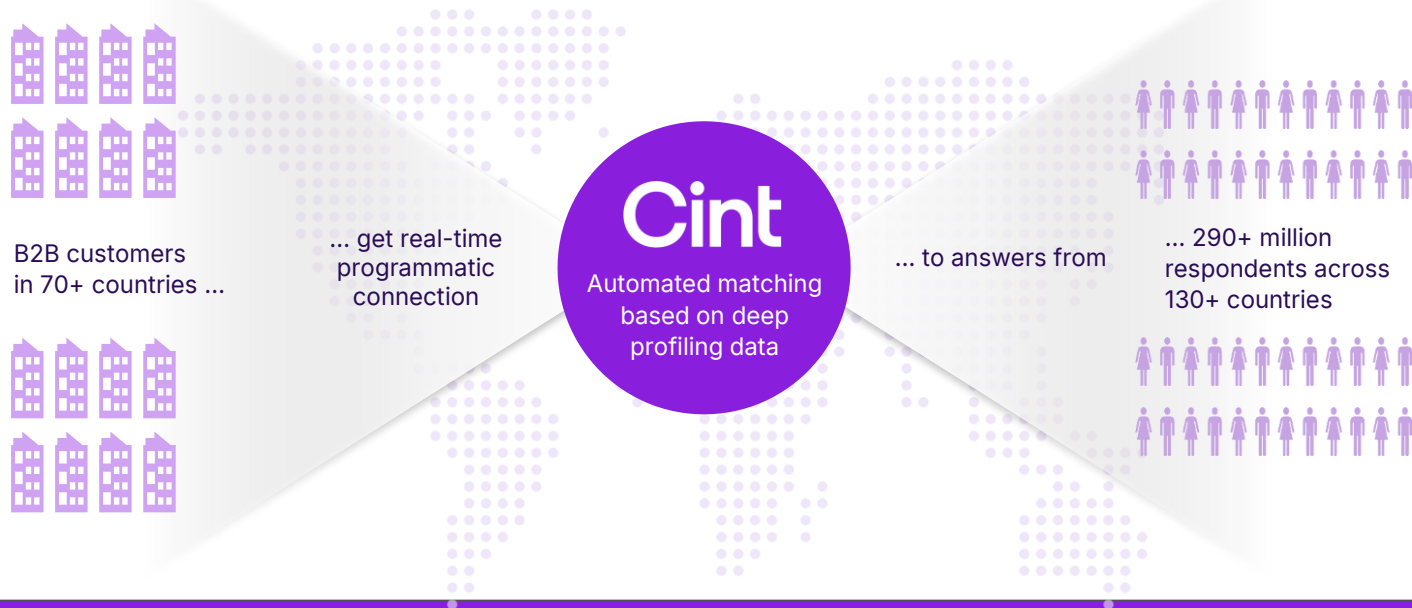 B2B customers
in 70+ countries ...
... get real-time
programmatic
connection
Cint
Automated matching
based on deep
profiling data
... to answers from
... 290+ million
respondents across
130+ countries